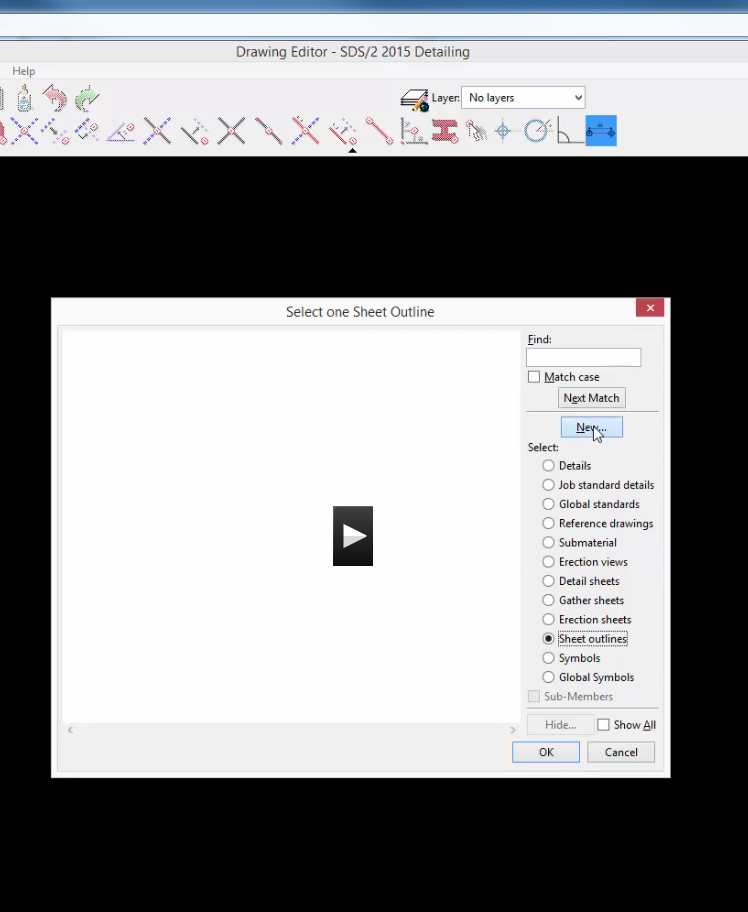 Drawing Editor - SDS/2 2015 Detailing
Help
Layer: No layers
Select one Sheet Outline
Find:
Match case
Next Match
New...
Select:
Details
Job standard details
Global standards
Reference drawings
Submaterial
Erection views
Detail sheets
Gather sheets
Erection sheets
Sheet outlines
Symbols
Global Symbols
Sub-Members
Hide... Show All
OK Cancel